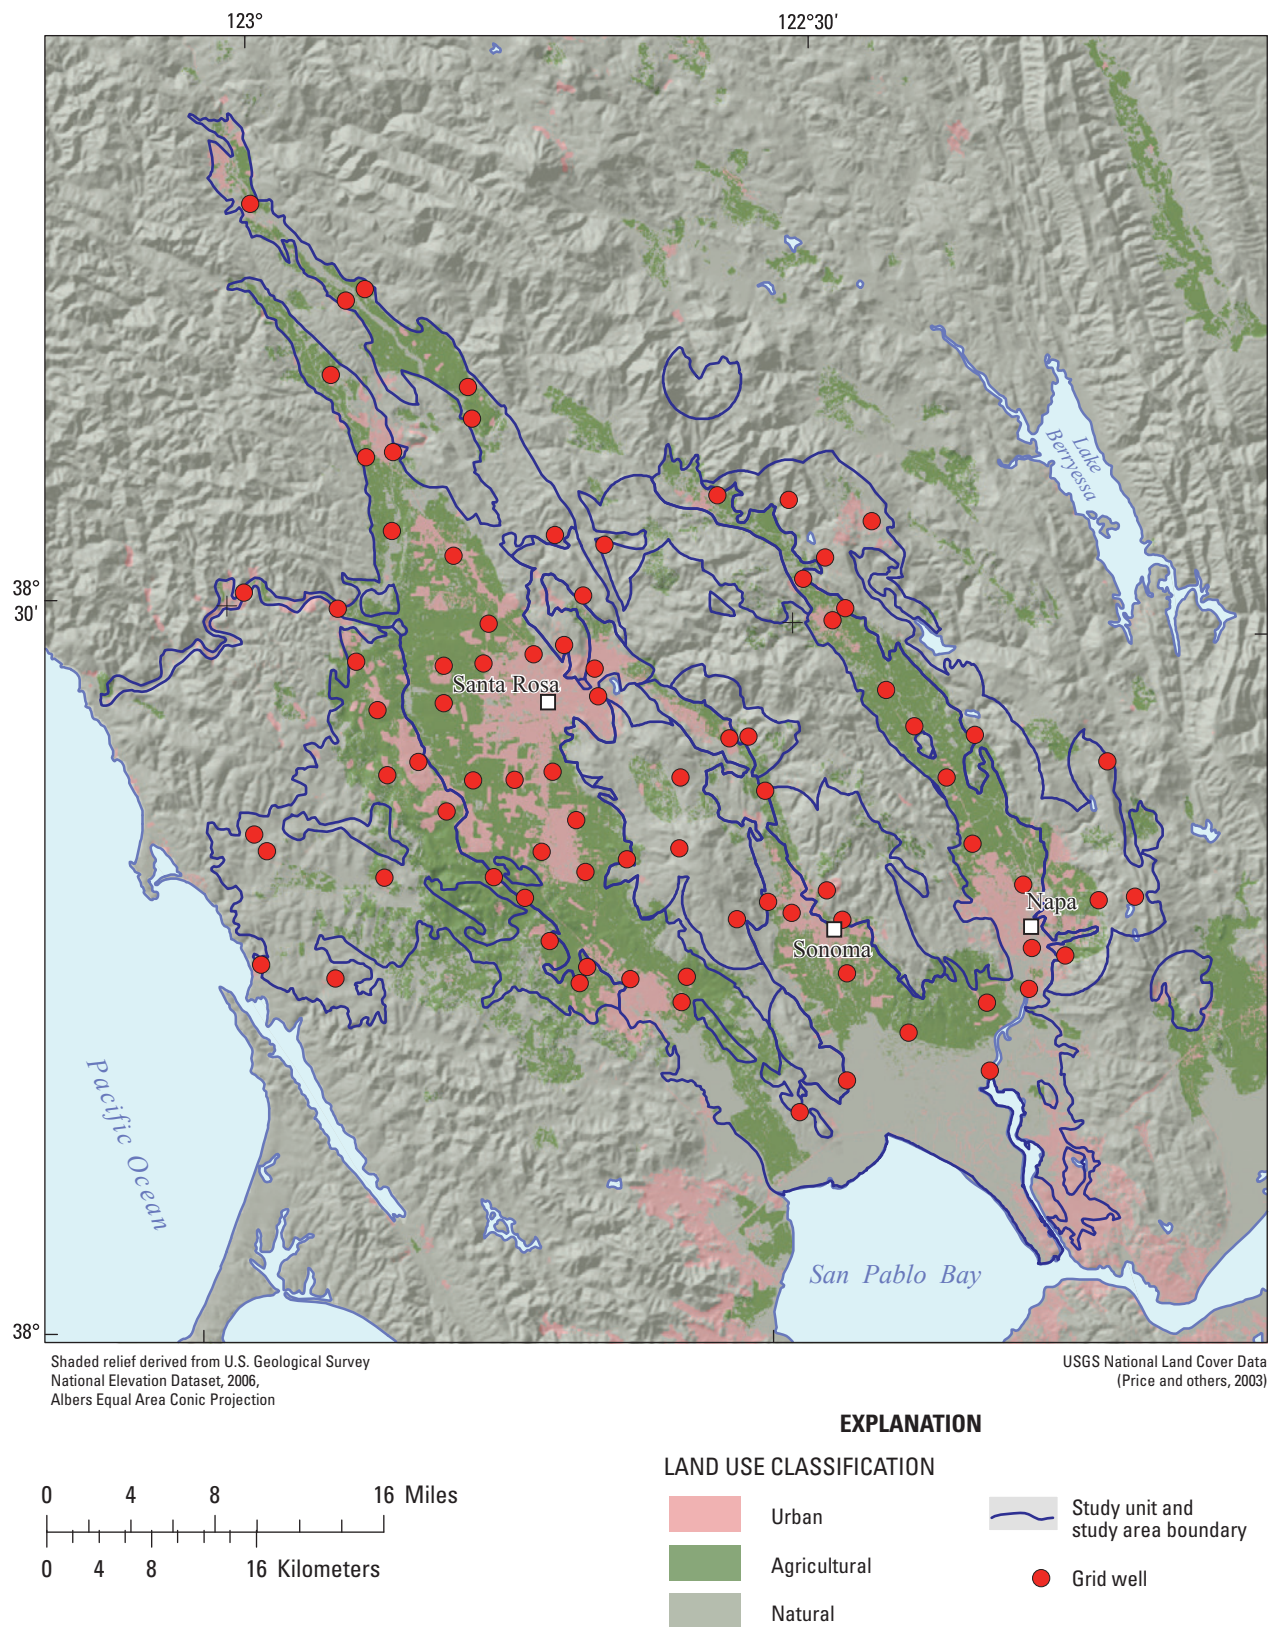 123°
122°30'
Lake
Berryessa
38°
30'
Santa Rosa
Napa
Sonoma
Pacific Ocean
San Pablo Bay
38°
Shaded relief derived from U.S. Geological Survey
National Elevation Dataset, 2006,
Albers Equal Area Conic Projection
USGS National Land Cover Data
(Price and others, 2003)
EXPLANATION
LAND USE CLASSIFICATION
Urban
Agricultural
Natural
Study unit and
study area boundary
Grid well
0 4 8 16 Miles
0 4 8 16 Kilometers